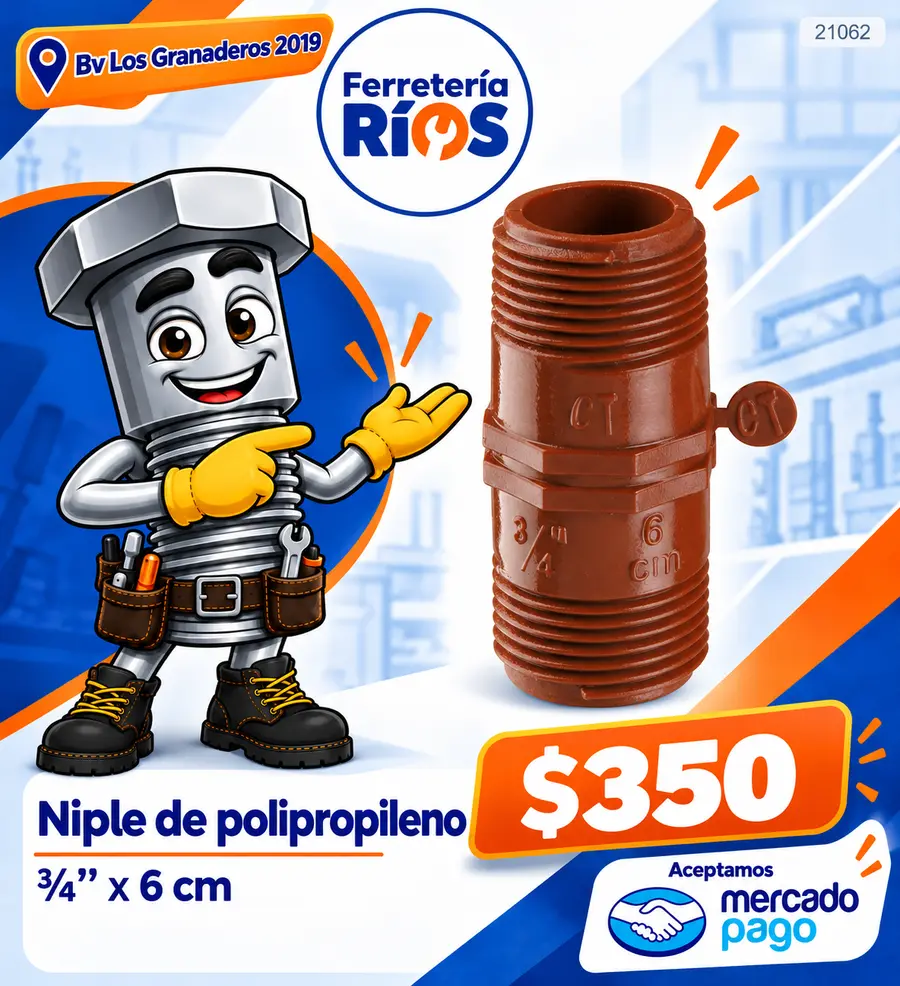 Bv Los Granaderos 2019
Ferretería
RÍOS
21062
CT
CT
3/4"
6
cm
$350
Niple de polipropileno
¾’’ x 6 cm
Aceptamos
mercado
pago